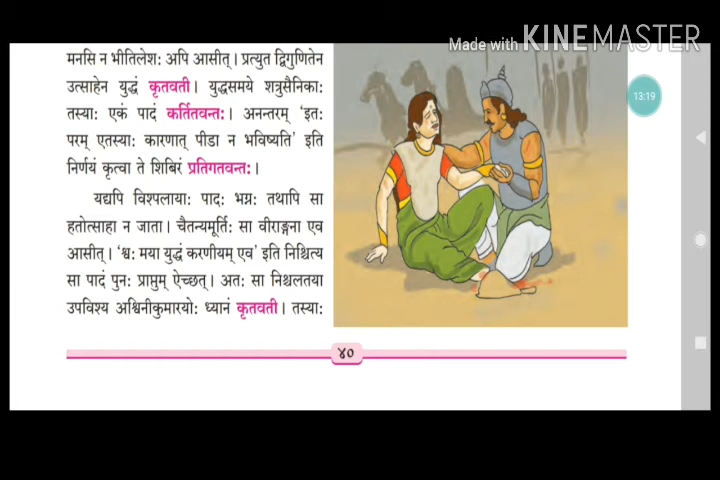 Made with KINEMASTER
मनसि न भीतिलेशः अपि आसीत्। प्रत्युत द्विगुणितेन
उत्साहेन युद्धं कृतवती। युद्धसमये शत्रुसैनिकाः
तस्याः एकं पादं कर्तितवन्तः। अनन्तरम् 'इतः
परम् एतस्याः कारणात् पीडा न भविष्यति' इति
निर्णयं कृत्वा ते शिबिरं प्रतिगतवन्तः।
यद्यपि विश्पलायाः पादः भग्नः तथापि सा
हतोत्साहा न जाता। चैतन्यमूर्तिः सा वीराङ्गना एव
आसीत्। 'श्वः मया युद्धं करणीयम् एव' इति निश्चित्य
सा पादं पुनः प्राप्तुम् ऐच्छत्। अतः सा निश्चलतया
उपविश्य अश्विनीकुमारयोः ध्यानं कृतवती। तस्याः
४०
13:19